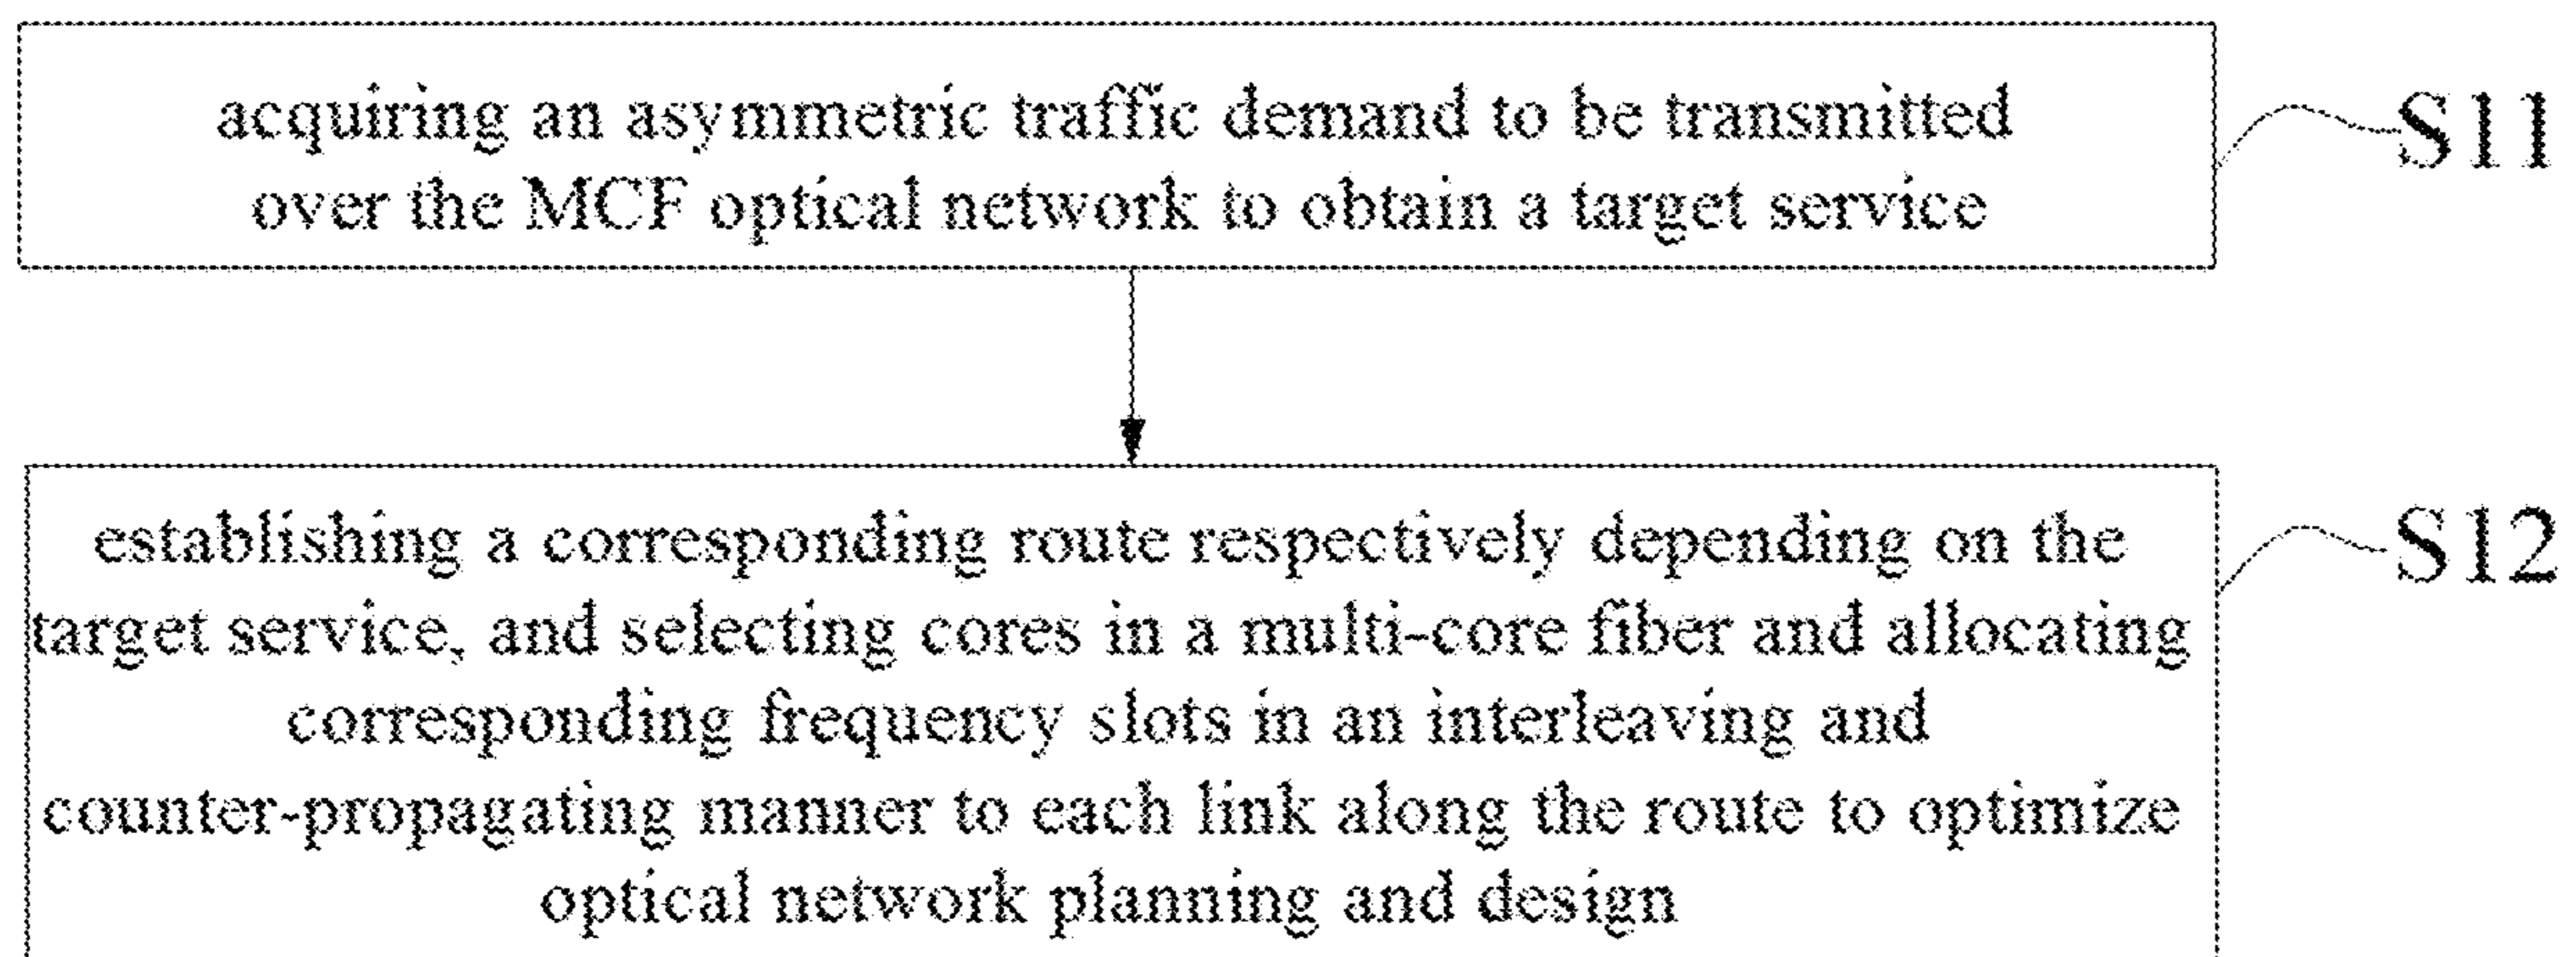 acquiring an asymmetric traffic demand to be transmitted
over the MCF optical network to obtain a target service
S11
establishing a corresponding route respectively depending on the
target service, and selecting cores in a multi-core fiber and allocating
corresponding frequency slots in an interleaving and
counter-propagating manner to each link along the route to optimize
optical network planning and design
S12